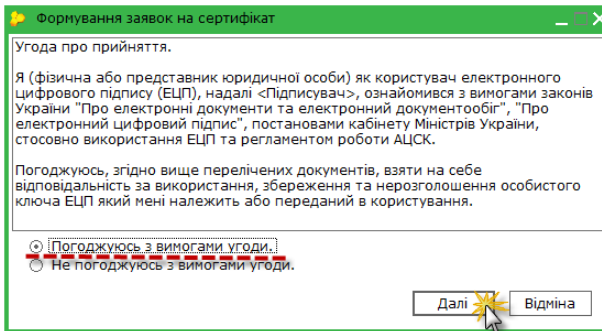 Формування заявок на сертифікат
Угода про прийняття.
Я (фізична або представник юридичної особи) як користувач електронного
цифрового підпису (ЕЦП), надалі <Підписувач>, ознайомився з вимогами законів
України "Про електронні документи та електронний документообіг", "Про
електронний цифровий підпис", постановами кабінету Міністрів України,
стосовно використання ЕЦП та регламентом роботи АЦСК.
Погоджуюсь, згідно вище перелічених документів, взяти на себе
відповідальність за використання, збереження та нерозголошення особистого
ключа ЕЦП який мені належить або переданий в користування.
Погоджуюсь з вимогами угоди.
Не погоджуюсь з вимогами угоди.
Далі
Відміна